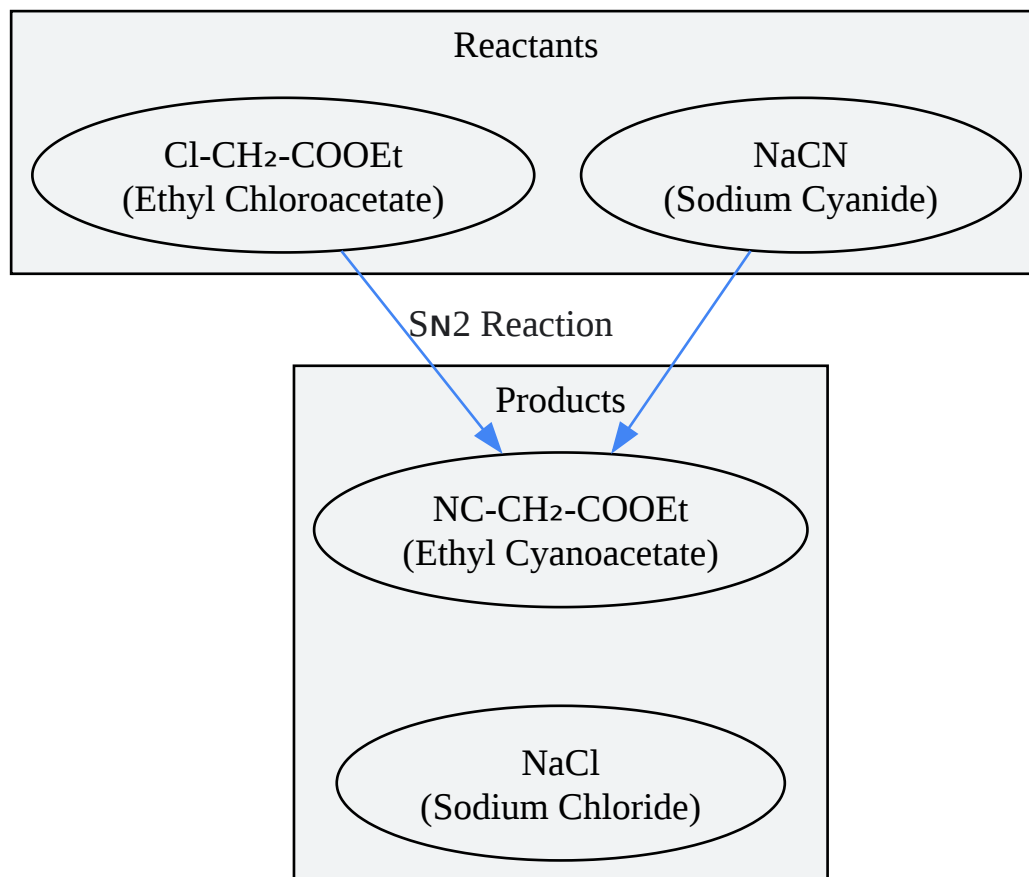 Reactants
Cl-CH₂-COOEt
(Ethyl Chloroacetate)
NaCN
(Sodium Cyanide)
Sɴ2 Reaction
Products
NC-CH₂-COOEt
(Ethyl Cyanoacetate)
NaCl
(Sodium Chloride)